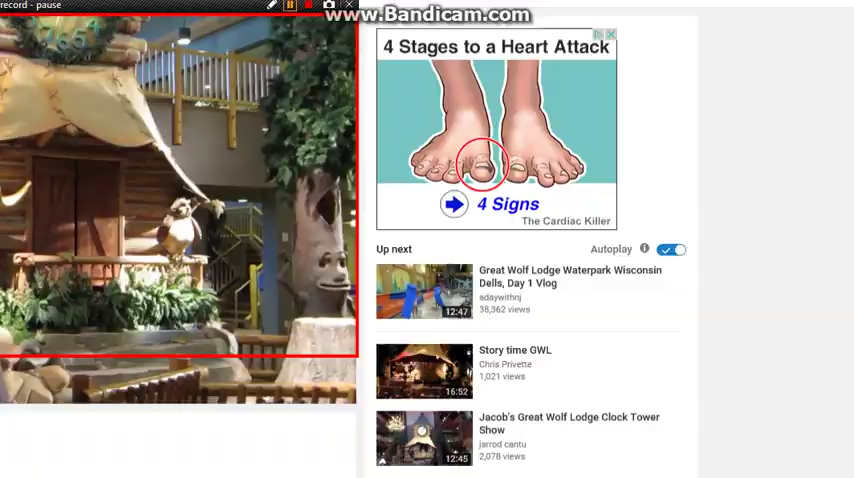 record - pause
www.Bandicam.com
4 Stages to a Heart Attack
4 Signs
The Cardiac Killer
Up next
Autoplay
Great Wolf Lodge Waterpark Wisconsin
Dells, Day 1 Vlog
adaywithnj
38,362 views
12:47
Story time GWL
Chris Privette
1,021 views
16:52
Jacob's Great Wolf Lodge Clock Tower
Show
jarrod cantu
2,078 views
12:45